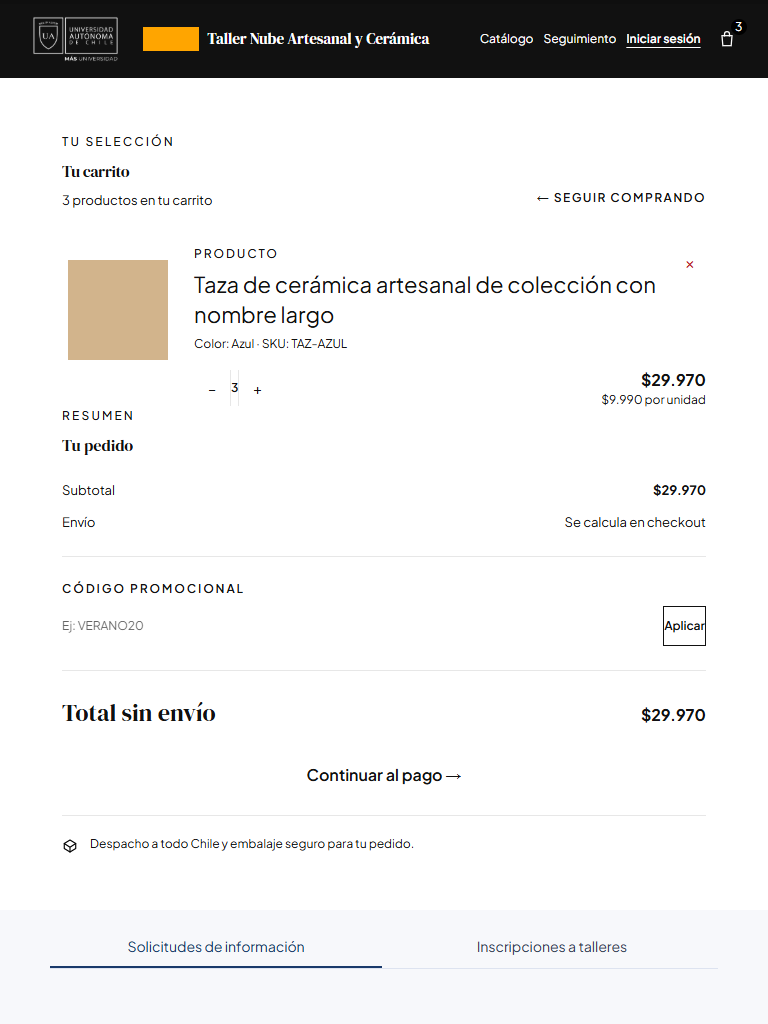 UA
UNIVERSIDAD
AUTÓNOMA
DE CHILE
MÁS UNIVERSIDAD
Taller Nube Artesanal y Cerámica
Catálogo Seguimiento Iniciar sesión 3
TU SELECCIÓN
Tu carrito
3 productos en tu carrito
← SEGUIR COMPRANDO
PRODUCTO
×
Taza de cerámica artesanal de colección con
nombre largo
Color: Azul · SKU: TAZ-AZUL
− 3 +
$29.970
$9.990 por unidad
RESUMEN
Tu pedido
Subtotal $29.970
Envío Se calcula en checkout
CÓDIGO PROMOCIONAL
Ej: VERANO20 Aplicar
Total sin envío $29.970
Continuar al pago →
Despacho a todo Chile y embalaje seguro para tu pedido.
Solicitudes de información Inscripciones a talleres